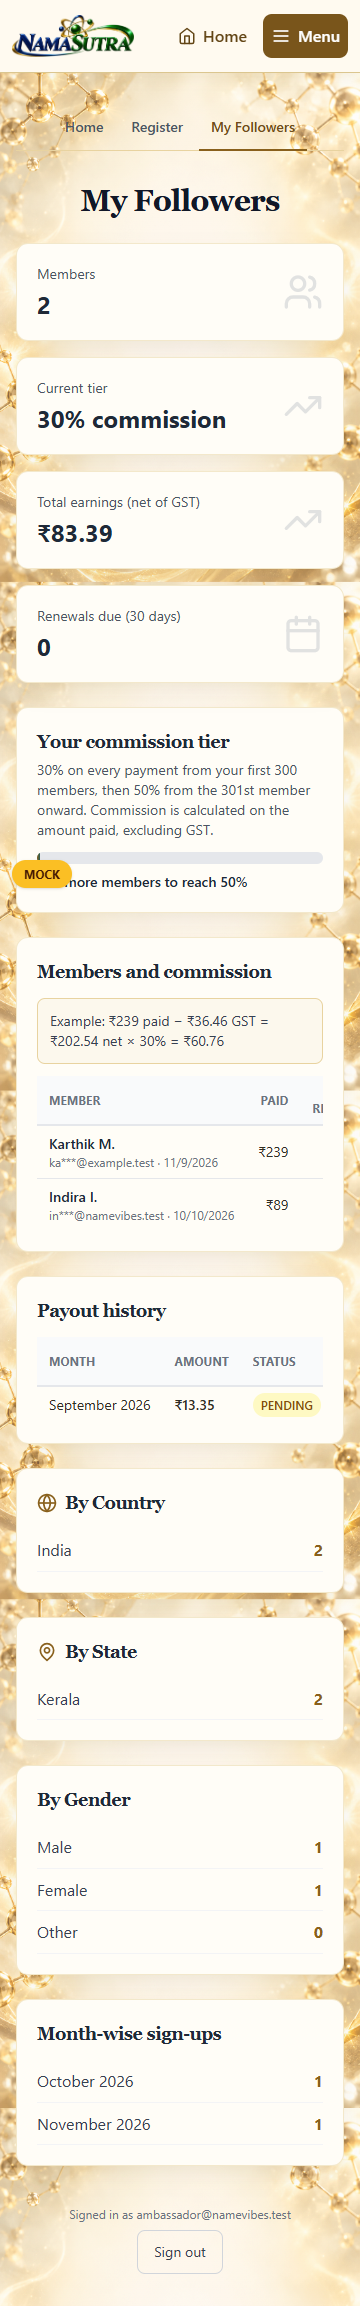 NAMASUTRA
Home
Menu
Home
Register
My Followers
My Followers
Members
2
Current tier
30% commission
Total earnings (net of GST)
₹83.39
Renewals due (30 days)
0
Your commission tier
30% on every payment from your first 300
members, then 50% from the 301st member
onward. Commission is calculated on the
amount paid, excluding GST.
MOCK
more members to reach 50%
Members and commission
Example: ₹239 paid − ₹36.46 GST =
₹202.54 net × 30% = ₹60.76
MEMBER
PAID
Karthik M.
ka***@example.test · 11/9/2026
₹239
Indira I.
in***@namevibes.test · 10/10/2026
₹89
Payout history
MONTH
AMOUNT
STATUS
September 2026
₹13.35
PENDING
By Country
India
2
By State
Kerala
2
By Gender
Male
1
Female
1
Other
0
Month-wise sign-ups
October 2026
1
November 2026
1
Signed in as ambassador@namevibes.test
Sign out